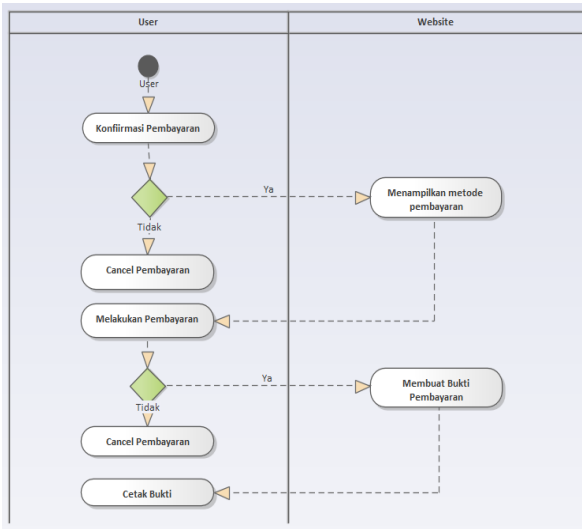 User
Website
User
Konfiirmasi Pembayaran
Ya
Menampilkan metode
pembayaran
Tidak
Cancel Pembayaran
Melakukan Pembayaran
Ya
Membuat Bukti
Pembayaran
Tidak
Cancel Pembayaran
Cetak Bukti